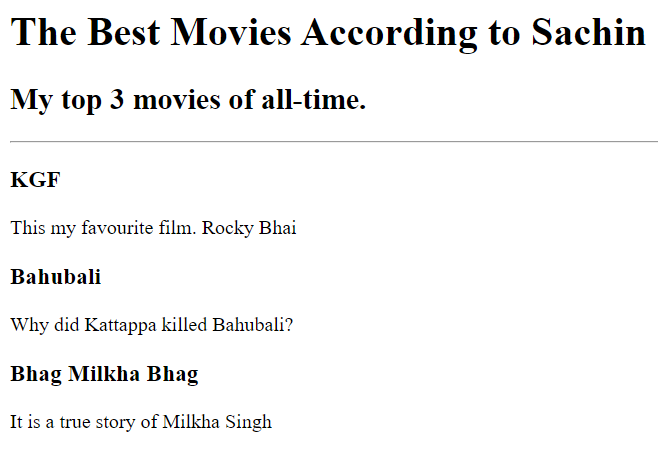 The Best Movies According to Sachin
My top 3 movies of all-time.
KGF
This my favourite film. Rocky Bhai
Bahubali
Why did Kattappa killed Bahubali?
Bhag Milkha Bhag
It is a true story of Milkha Singh